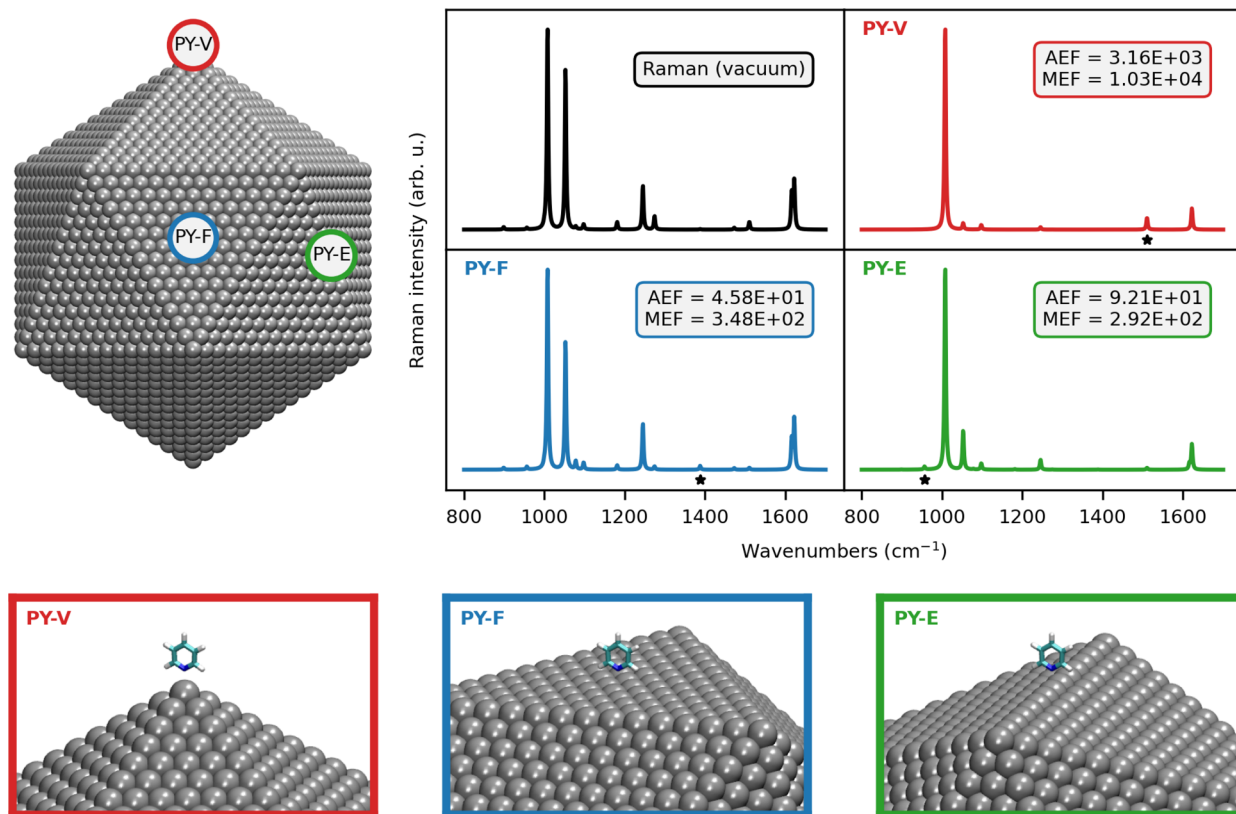 PY-V
PY-F
PY-E
Raman intensity (arb. u.)
Raman (vacuum)
PY-V
AEF = 3.16E+03
MEF = 1.03E+04
★
PY-F
AEF = 4.58E+01
MEF = 3.48E+02
★
PY-E
AEF = 9.21E+01
MEF = 2.92E+02
★
800 1000 1200 1400 1600
800 1000 1200 1400 1600
Wavenumbers (cm⁻¹)
PY-V
PY-F
PY-E